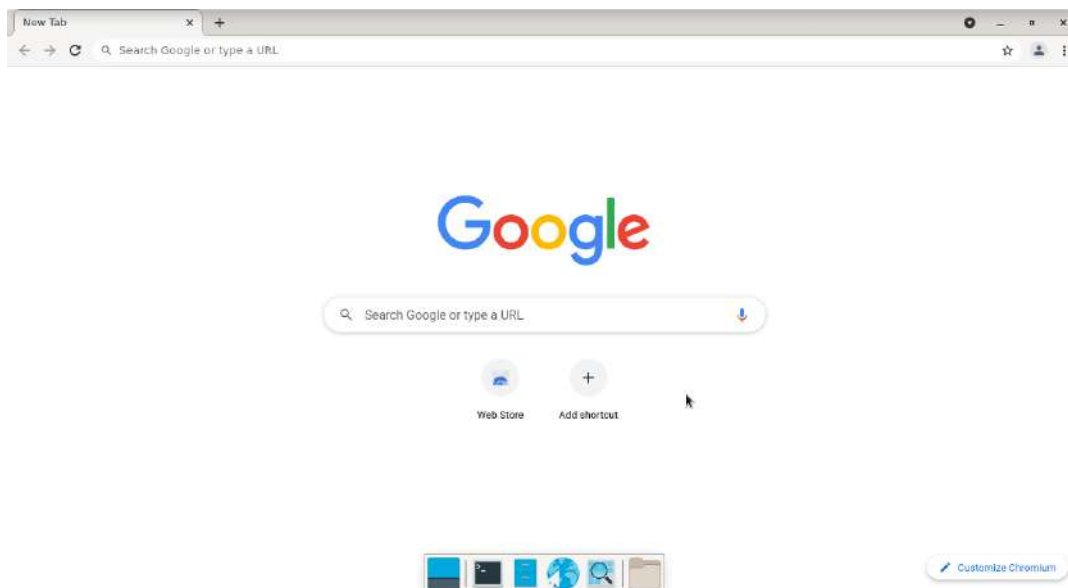 New Tab
Search Google or type a URL
Google
Search Google or type a URL
Web Store
Add shortcut
Customize Chromium